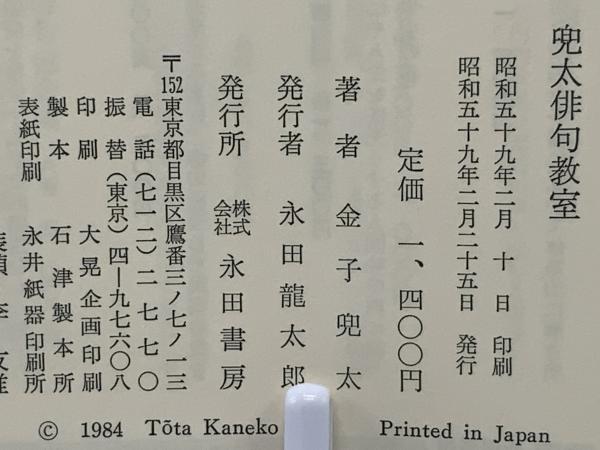 兜太俳句教室
昭和五十九年二月 十 日 印刷
昭和五十九年二月二十五日 発行
定価 一、四〇〇円
著 者 金 子 兜 太
発行者 永 田 龍 太 郎
発行所 株式会社 永 田 書 房
〒152東京都目黒区鷹番三ノ七ノ一三
電 話(七一二)二 七 七 〇
振 替(東京)四―九七六〇八
印 刷 大 晃 企 画 印 刷
製 本 石 津 製 本 所
表紙印刷 永井紙器印刷所
© 1984 Tōta Kaneko Printed in Japan